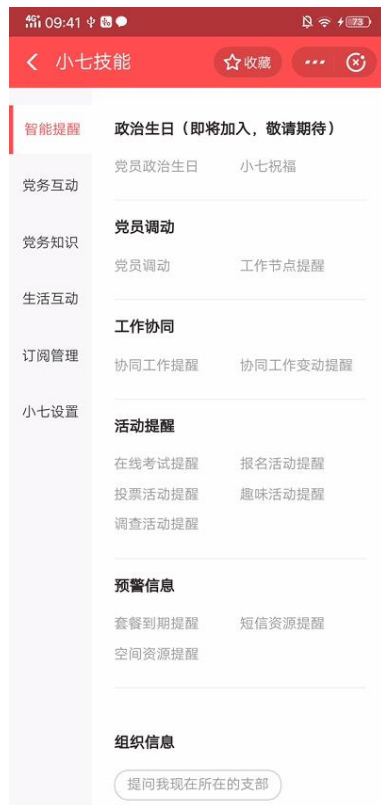 4G 09:41 73
小七技能 收藏
智能提醒
党务互动
党务知识
生活互动
订阅管理
小七设置
政治生日（即将加入，敬请期待）
党员政治生日 小七祝福
党员调动
党员调动 工作节点提醒
工作协同
协同工作提醒 协同工作变动提醒
活动提醒
在线考试提醒 报名活动提醒
投票活动提醒 趣味活动提醒
调查活动提醒
预警信息
套餐到期提醒 短信资源提醒
空间资源提醒
组织信息
提问我现在所在的支部